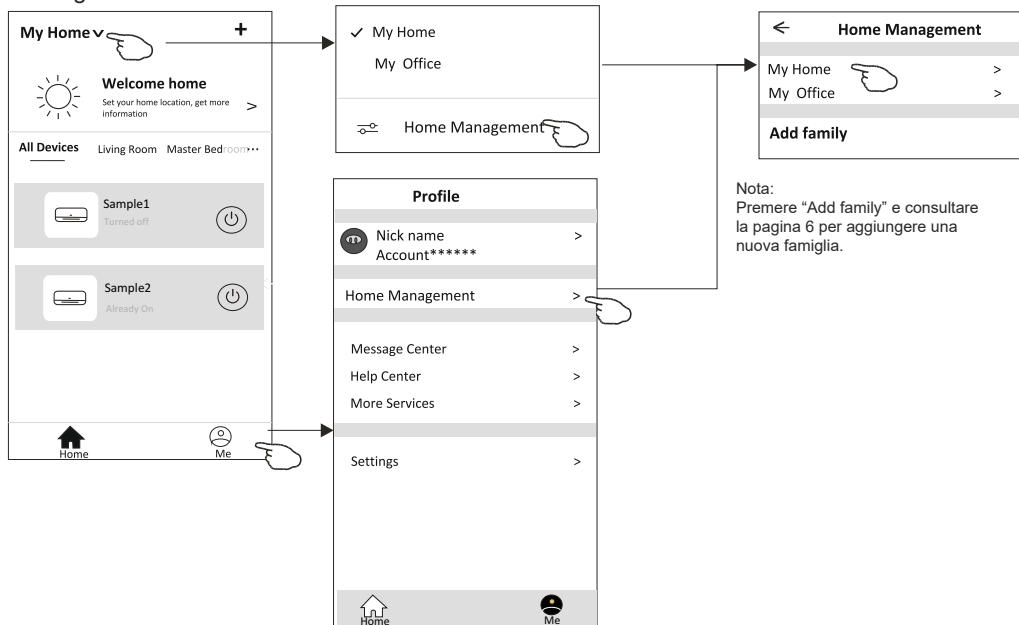 My Home
+
Welcome home
Set your home location, get more
information
>
All Devices Living Room Master Bedroom···
Sample1
Turned off
Sample2
Already On
Home Me
✓ My Home
My Office
Home Management
Profile
Nick name >
Account******
Home Management >
Message Center >
Help Center >
More Services >
Settings >
Home Me
← Home Management
My Home >
My Office >
Add family
Nota:
Premere “Add family” e consultare
la pagina 6 per aggiungere una
nuova famiglia.